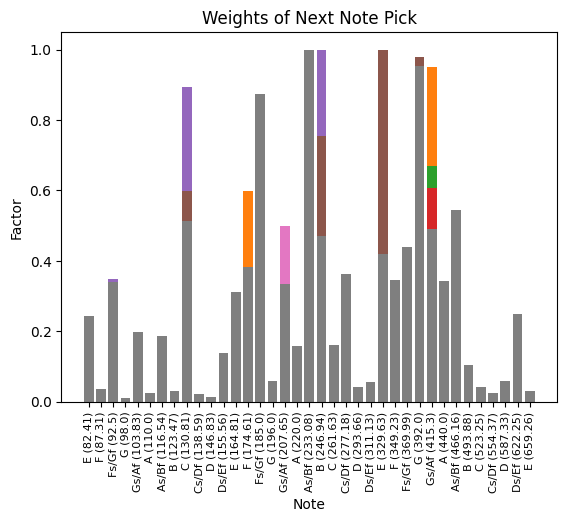 Weights of Next Note Pick
Factor
1.0
0.8
0.6
0.4
0.2
0.0
E (82.41)
F (87.31)
Fs/Gf (92.5)
G (98.0)
Gs/Af (103.83)
A (110.0)
As/Bf (116.54)
B (123.47)
C (130.81)
Cs/Df (138.59)
D (146.83)
Ds/Ef (155.56)
E (164.81)
F (174.61)
Fs/Gf (185.0)
G (196.0)
Gs/Af (207.65)
A (220.0)
As/Bf (233.08)
B (246.94)
C (261.63)
Cs/Df (277.18)
D (293.66)
Ds/Ef (311.13)
E (329.63)
F (349.23)
Fs/Gf (369.99)
G (392.0)
Gs/Af (415.3)
A (440.0)
As/Bf (466.16)
B (493.88)
C (523.25)
Cs/Df (554.37)
D (587.33)
Ds/Ef (622.25)
E (659.26)
Note